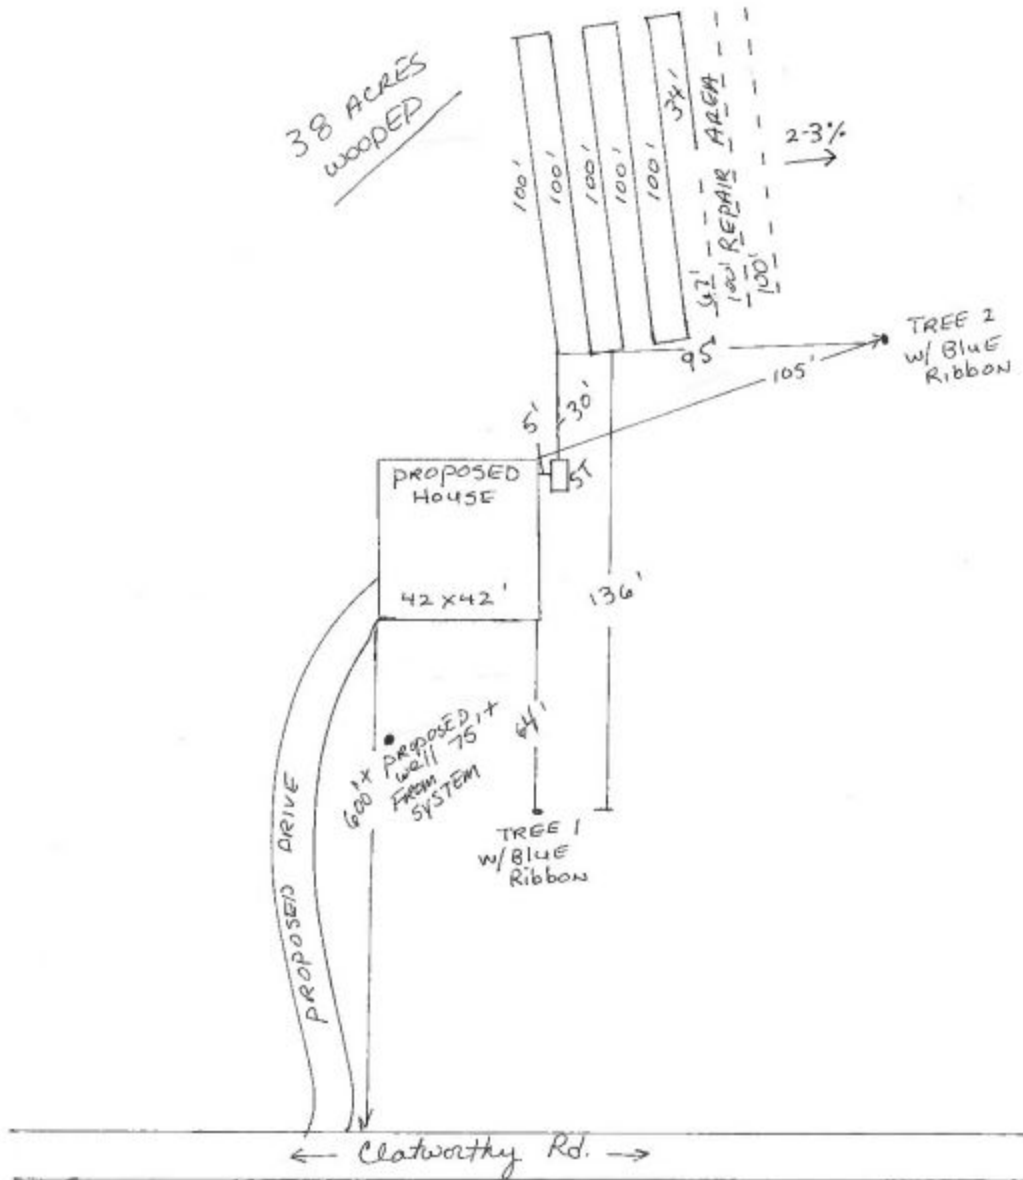 38 ACRES
WOODED
100'
100'
100'
100'
100'
34'
67'
100' REPAIR AREA
100'
2-3%
TREE 2
W/ BLUE
Ribbon
95'
105'
5'
30'
ST
PROPOSED
HOUSE
42 X 42'
136'
64'
600'
PROPOSED
well 75'+
FROM
SYSTEM
TREE 1
W/ BLUE
Ribbon
PROPOSED DRIVE
← Clatworthy Rd. →